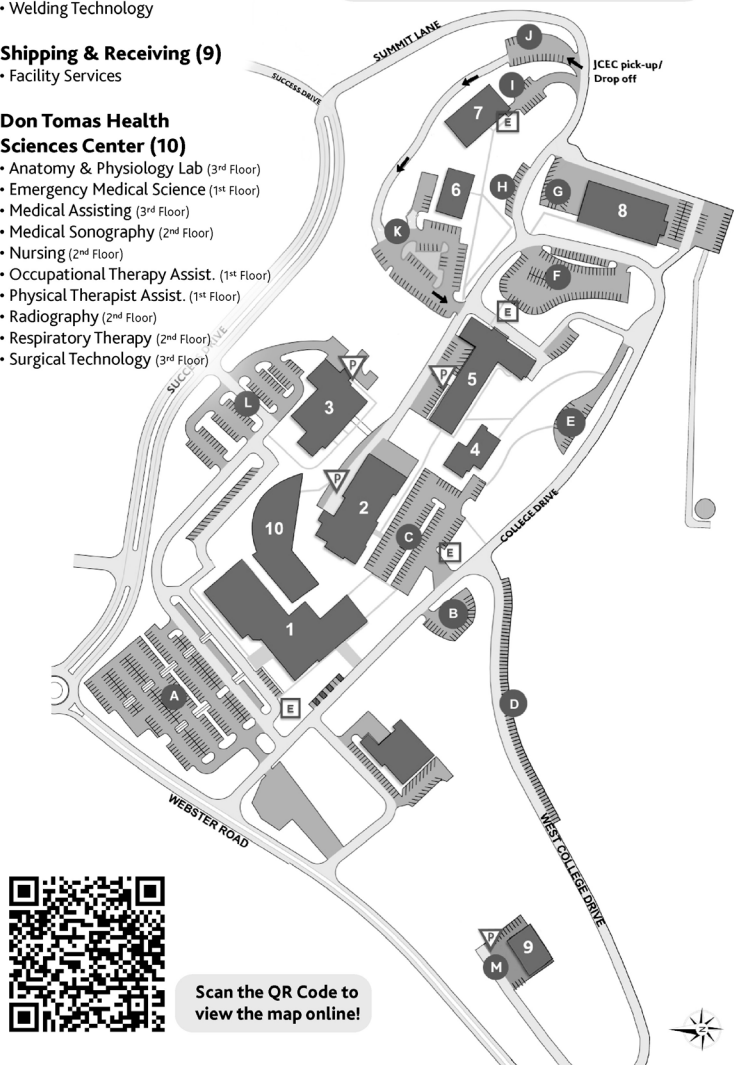 • Welding Technology
Shipping & Receiving (9)
• Facility Services
Don Tomas Health
Sciences Center (10)
• Anatomy & Physiology Lab (3rd Floor)
• Emergency Medical Science (1st Floor)
• Medical Assisting (3rd Floor)
• Medical Sonography (2nd Floor)
• Nursing (2nd Floor)
• Occupational Therapy Assist. (1st Floor)
• Physical Therapist Assist. (1st Floor)
• Radiography (2nd Floor)
• Respiratory Therapy (2nd Floor)
• Surgical Technology (3rd Floor)
SUMMIT LANE
SUCCESS DRIVE
J
JCEC pick-up/
Drop off
I
7
E
6
H
G
8
K
F
E
SUCCESS DRIVE
P
P
5
L
3
E
4
P
2
10
C
E
COLLEGE DRIVE
B
1
A
E
D
WEBSTER ROAD
WEST COLLEGE DRIVE
P
9
M
Scan the QR Code to
view the map online!
N